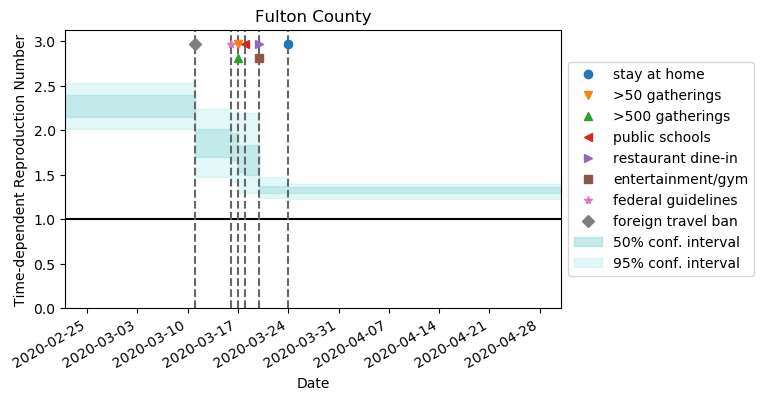 Fulton County
Time-dependent Reproduction Number
3.0
2.5
2.0
1.5
1.0
0.5
0.0
2020-02-25
2020-03-03
2020-03-10
2020-03-17
2020-03-24
2020-03-31
2020-04-07
2020-04-14
2020-04-21
2020-04-28
Date
stay at home
>50 gatherings
>500 gatherings
public schools
restaurant dine-in
entertainment/gym
federal guidelines
foreign travel ban
50% conf. interval
95% conf. interval